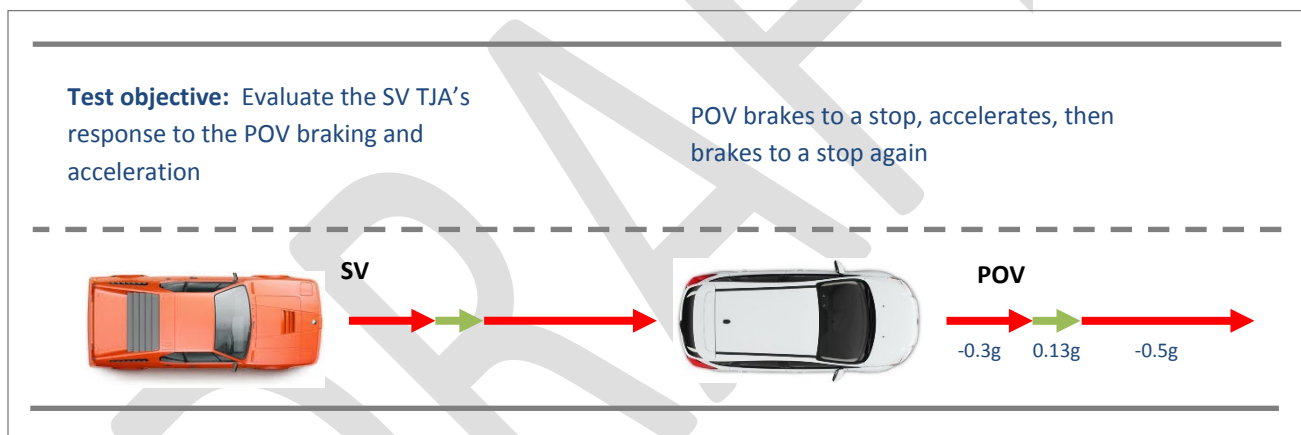 Test objective: Evaluate the SV TJA's
response to the POV braking and
acceleration
POV brakes to a stop, accelerates, then
brakes to a stop again
SV
POV
-0.3g 0.13g -0.5g
DRAFT